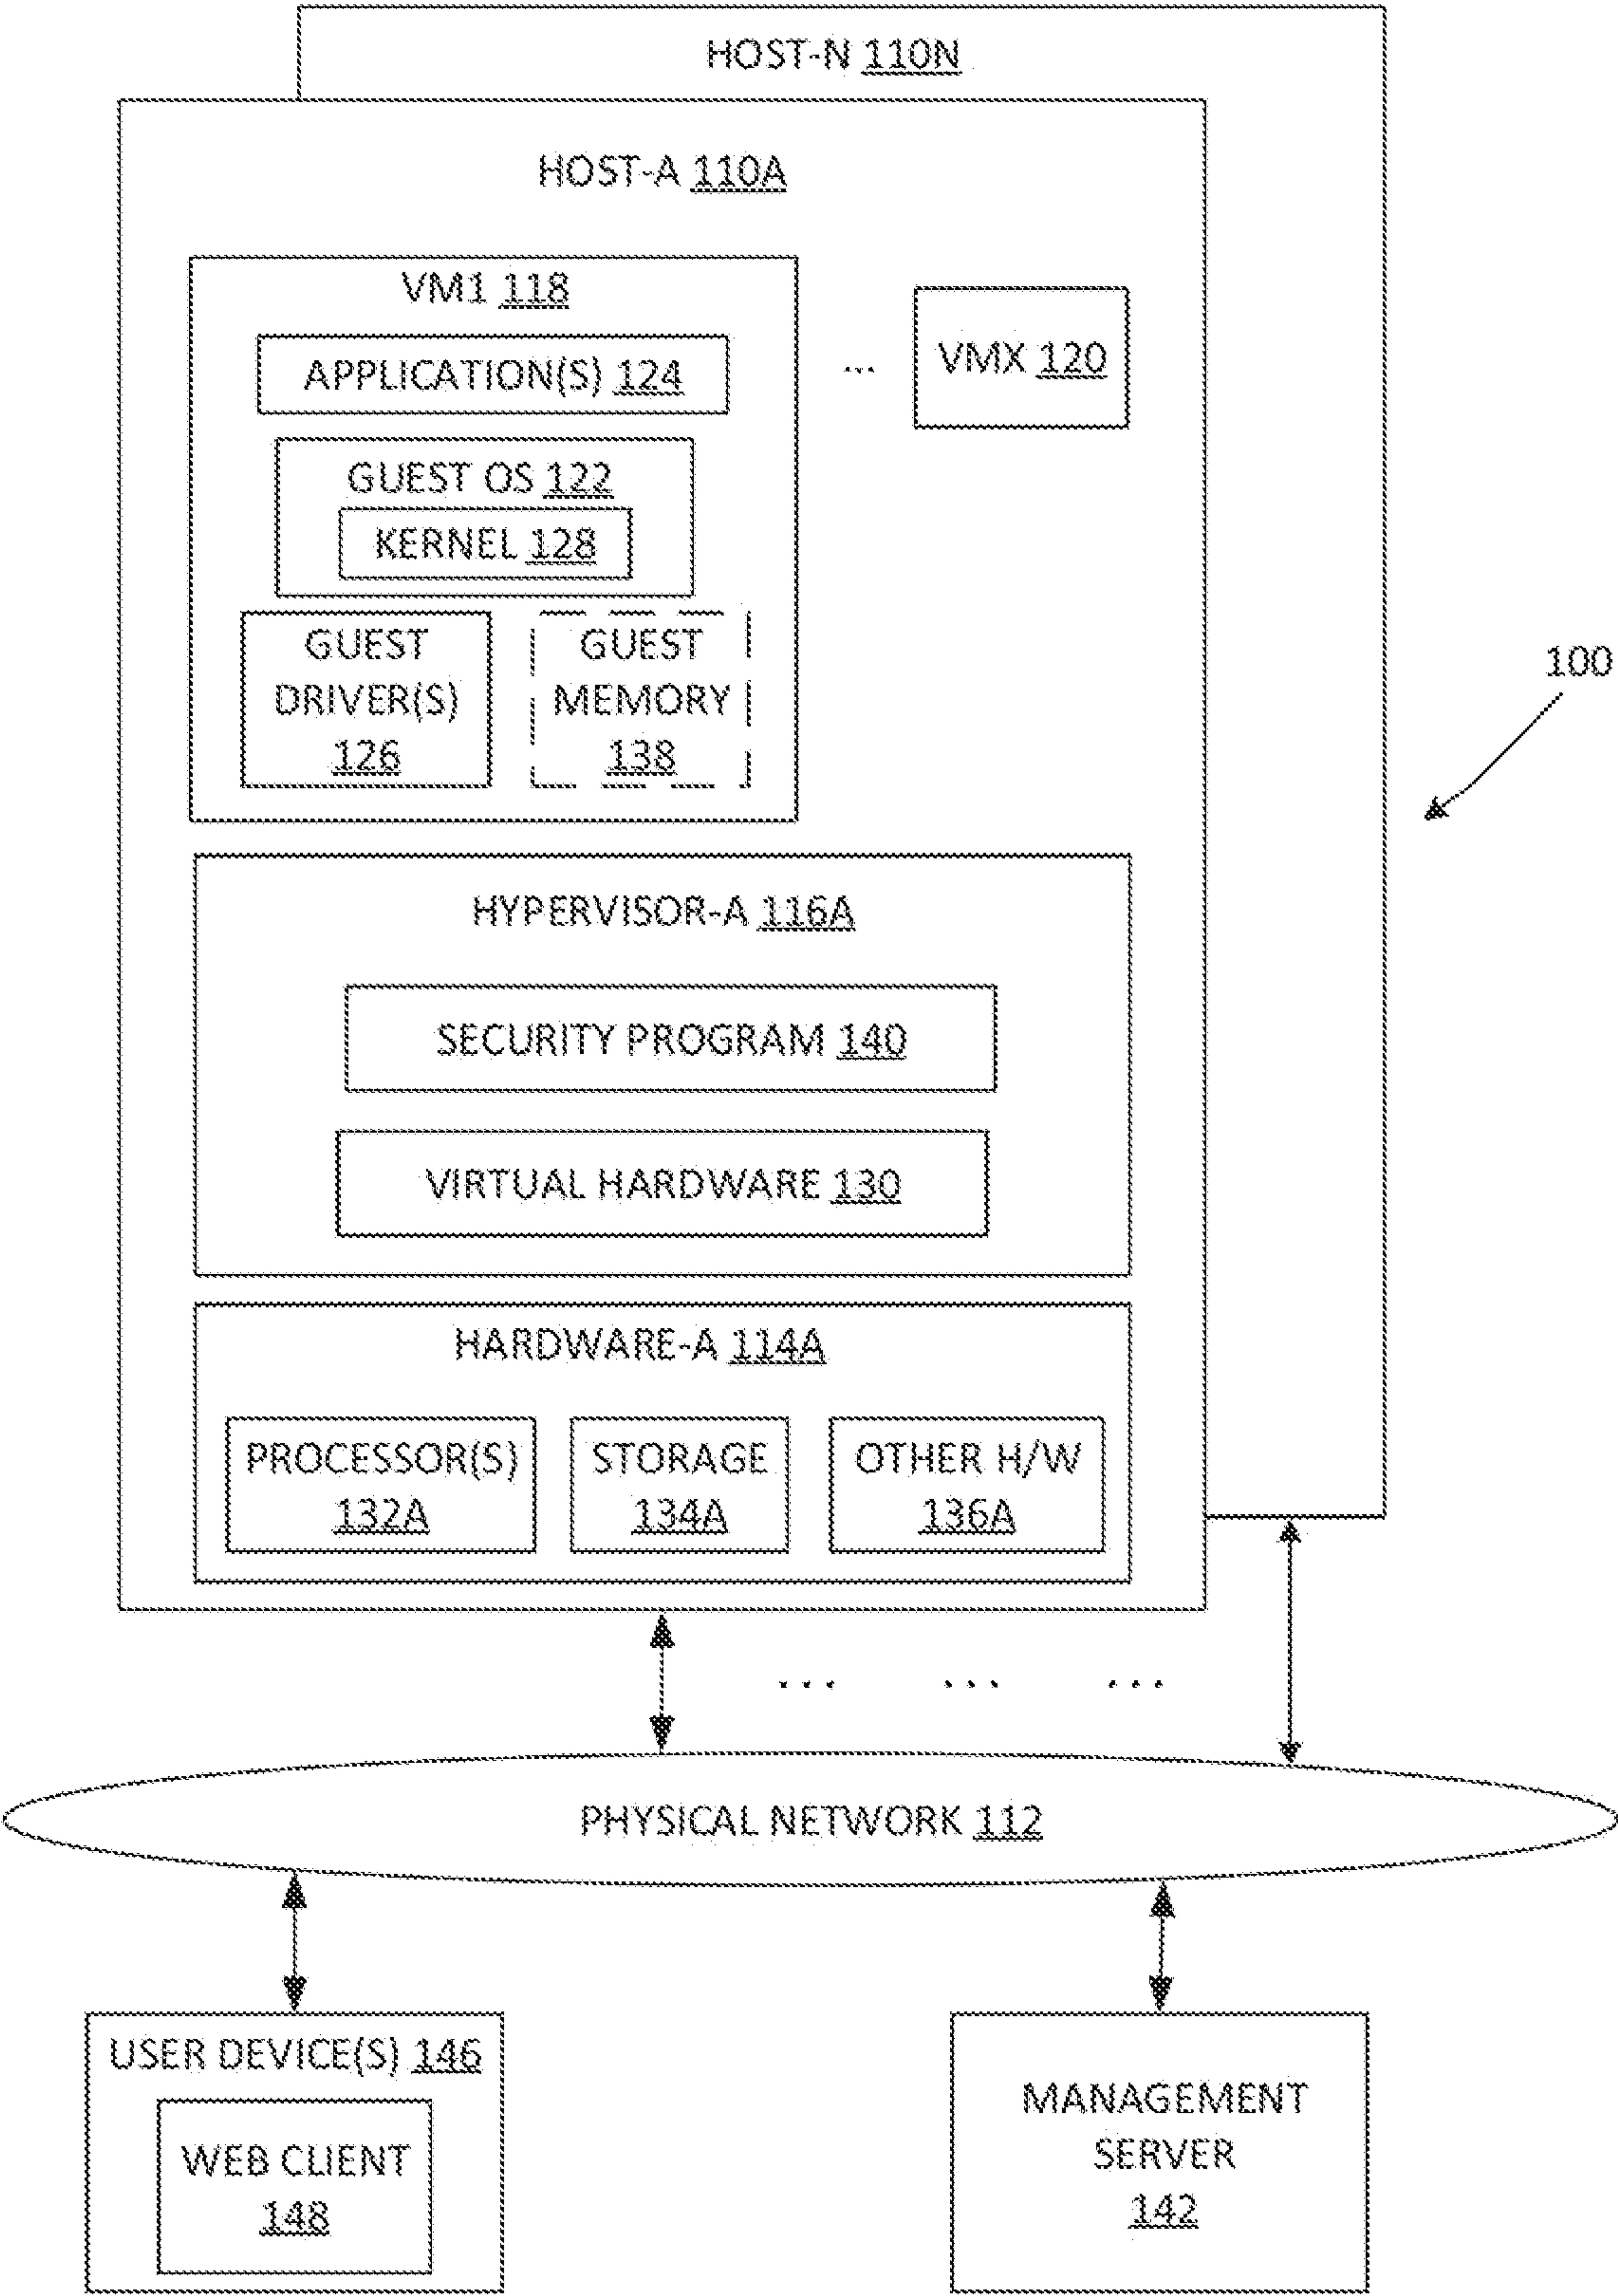 HOST-N 110N
HOST-A 110A
VM1 118
APPLICATION(S) 124
... VMX 120
GUEST OS 122
KERNEL 128
GUEST
DRIVER(S)
126
GUEST
MEMORY
138
100
HYPERVISOR-A 116A
SECURITY PROGRAM 140
VIRTUAL HARDWARE 130
HARDWARE-A 114A
PROCESSOR(S)
132A
STORAGE
134A
OTHER H/W
136A
... ... ...
PHYSICAL NETWORK 112
USER DEVICE(S) 146
WEB CLIENT
148
MANAGEMENT
SERVER
142